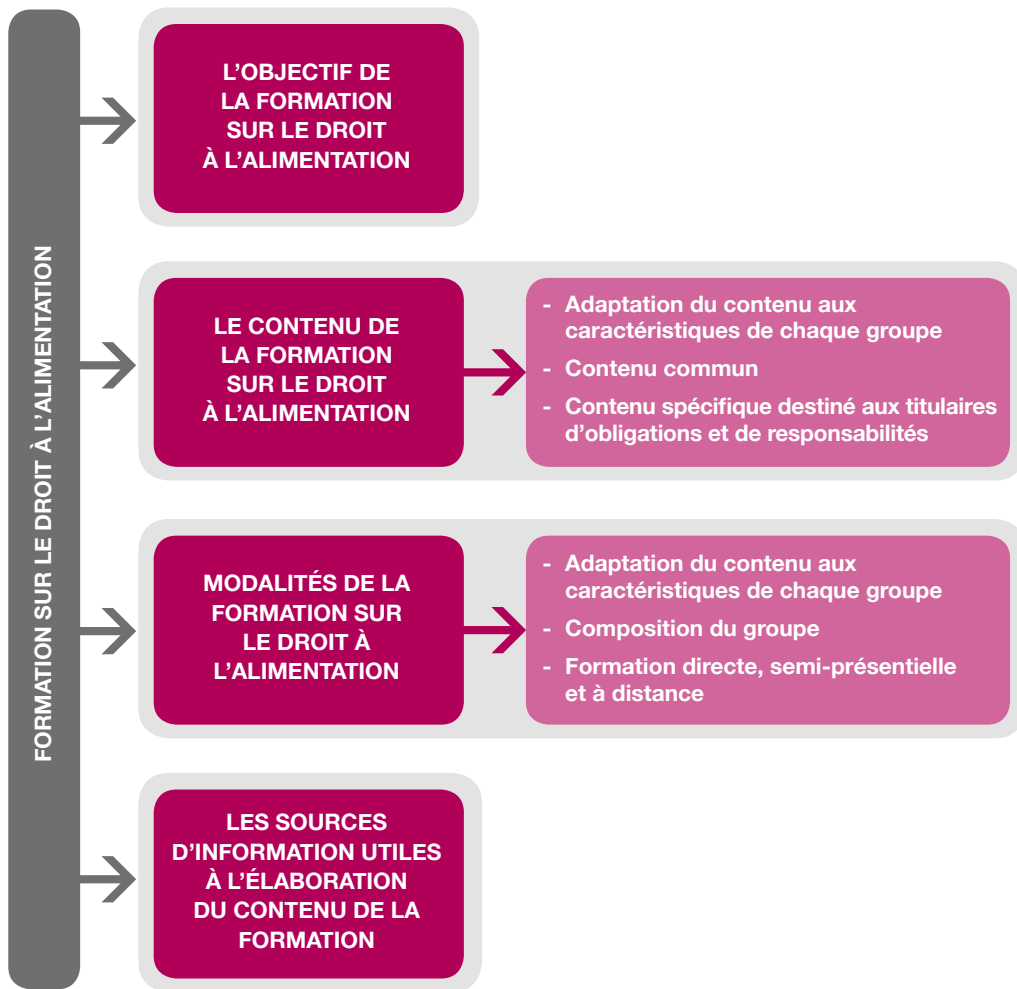 FORMATION SUR LE DROIT À L'ALIMENTATION
L'OBJECTIF DE
LA FORMATION
SUR LE DROIT
À L'ALIMENTATION
LE CONTENU DE
LA FORMATION
SUR LE DROIT
À L'ALIMENTATION
- Adaptation du contenu aux
caractéristiques de chaque groupe
- Contenu commun
- Contenu spécifique destiné aux titulaires
d'obligations et de responsabilités
MODALITÉS DE LA
FORMATION SUR
LE DROIT À
L'ALIMENTATION
- Adaptation du contenu aux
caractéristiques de chaque groupe
- Composition du groupe
- Formation directe, semi-présentielle
et à distance
LES SOURCES
D'INFORMATION UTILES
À L'ÉLABORATION
DU CONTENU DE LA
FORMATION